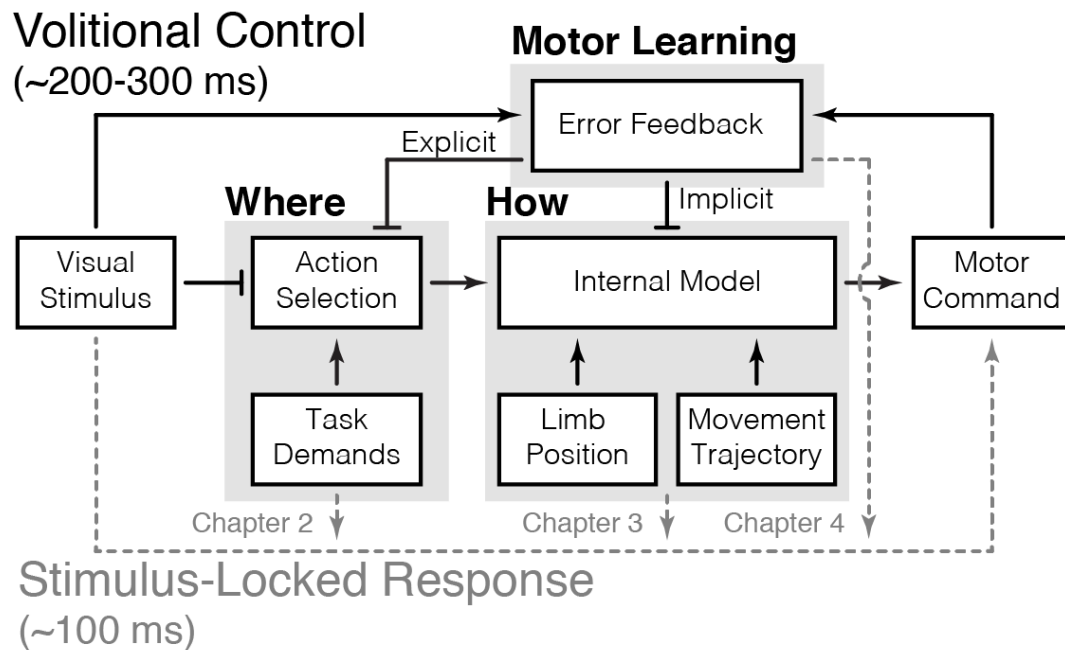 Volitional Control
(~200-300 ms)
Motor Learning
Error Feedback
Explicit
Implicit
Where
How
Visual
Stimulus
Action
Selection
Internal Model
Motor
Command
Task
Demands
Limb
Position
Movement
Trajectory
Chapter 2
Chapter 3
Chapter 4
Stimulus-Locked Response
(~100 ms)